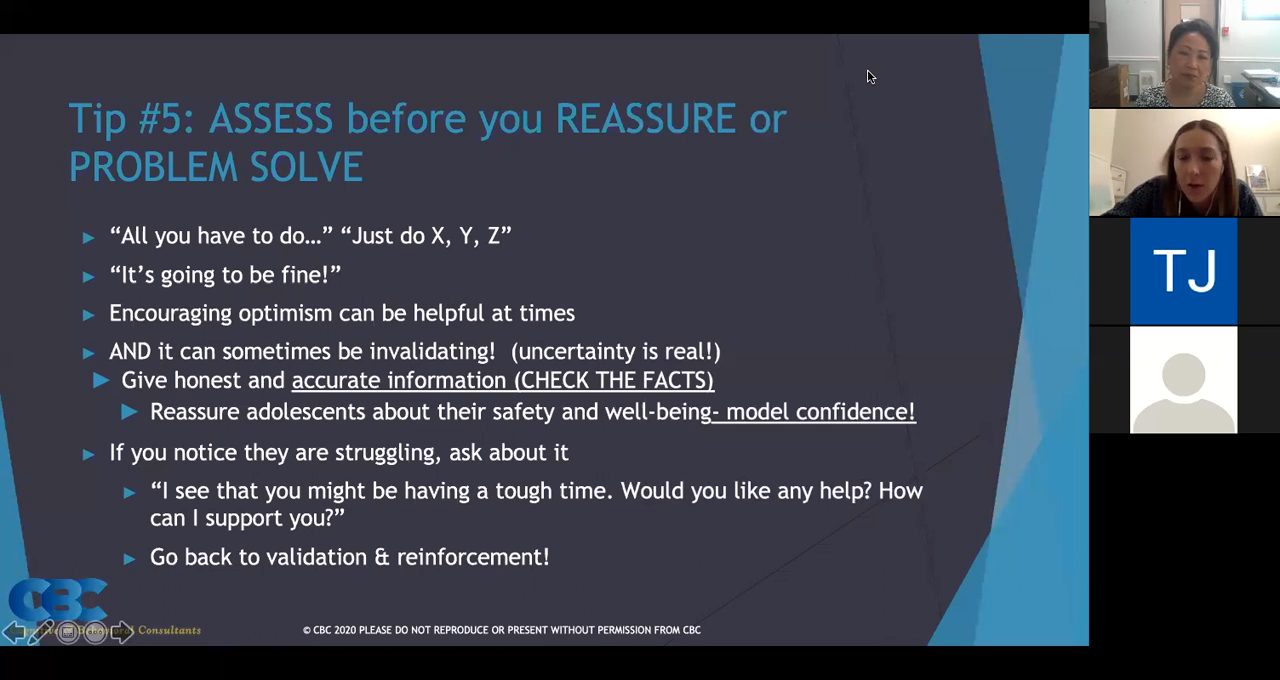 Tip #5: ASSESS before you REASSURE or
PROBLEM SOLVE
“All you have to do…” “Just do X, Y, Z”
“It’s going to be fine!”
Encouraging optimism can be helpful at times
AND it can sometimes be invalidating! (uncertainty is real!)
Give honest and accurate information (CHECK THE FACTS)
Reassure adolescents about their safety and well-being- model confidence!
If you notice they are struggling, ask about it
“I see that you might be having a tough time. Would you like any help? How
can I support you?”
Go back to validation & reinforcement!
CBC
Behavioral Consultants
© CBC 2020 PLEASE DO NOT REPRODUCE OR PRESENT WITHOUT PERMISSION FROM CBC
TJ